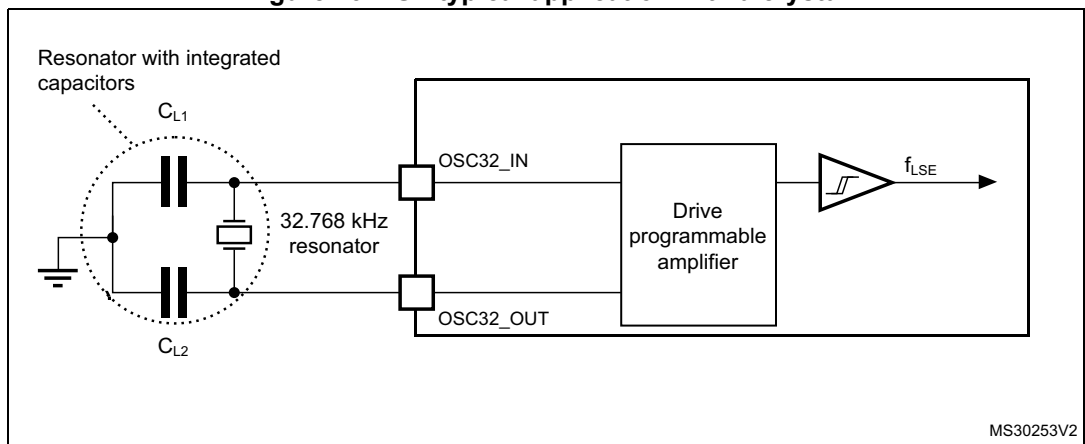 Resonator with integrated
capacitors
CL1
OSC32_IN
fLSE
32.768 kHz
resonator
Drive
programmable
amplifier
OSC32_OUT
CL2
MS30253V2